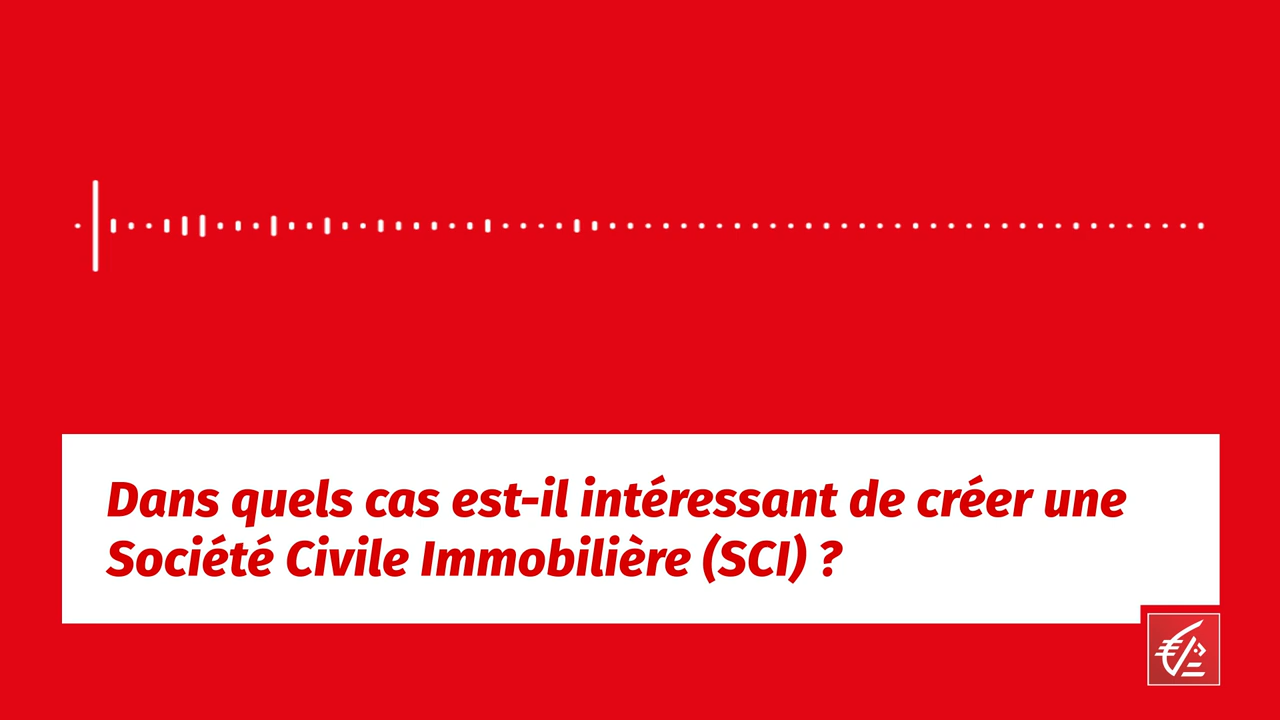 Dans quels cas est-il intéressant de créer une
Société Civile Immobilière (SCI) ?